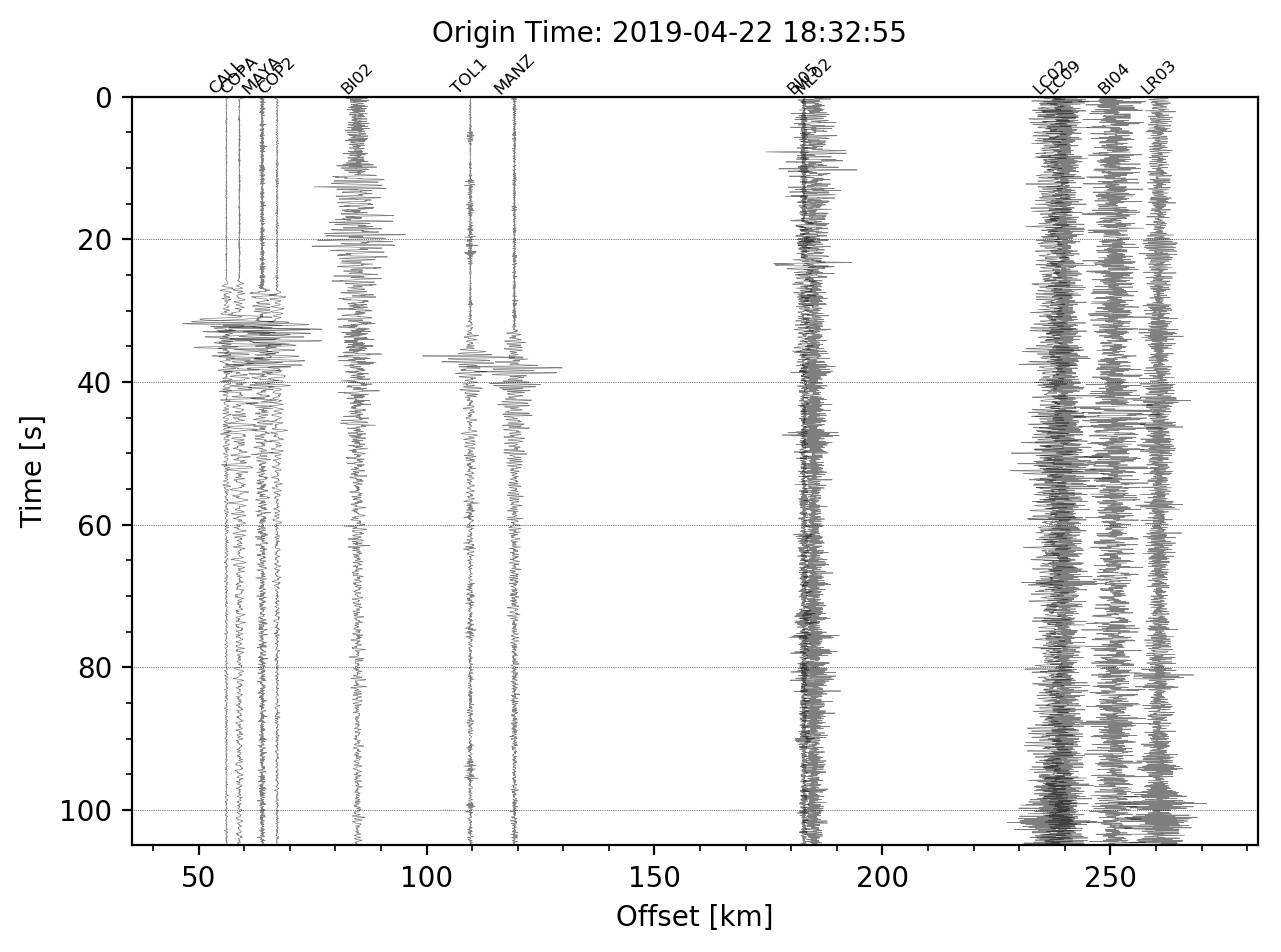 Origin Time: 2019-04-22 18:32:55
CALL COPA MAYA COP2 BI02 TOL1 MANZ BI05 ML02 LC02 LC09 BI04 LR03
0
20
40
60
80
100
Time [s]
50 100 150 200 250
Offset [km]